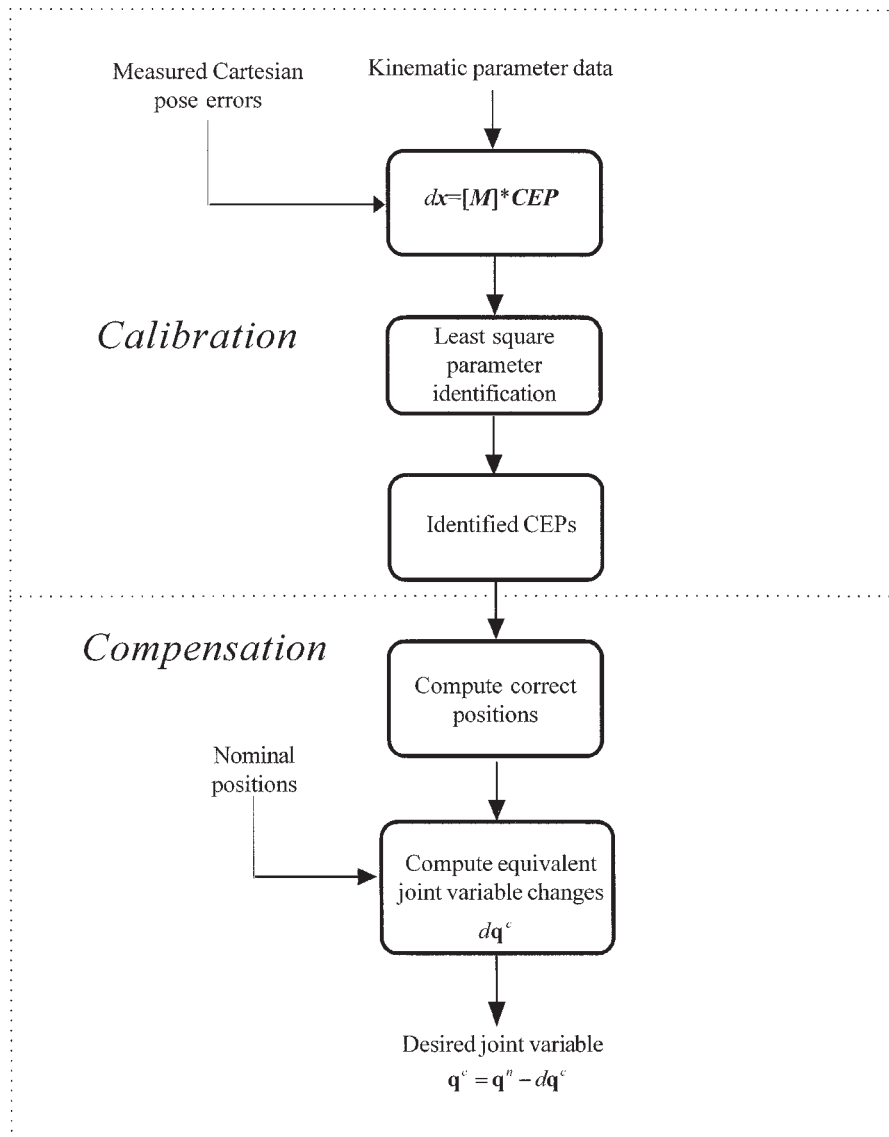 Measured Cartesian
pose errors
Kinematic parameter data
dx=[M]*CEP
Calibration
Least square
parameter
identification
Identified CEPs
Compensation
Compute correct
positions
Nominal
positions
Compute equivalent
joint variable changes
dq^c
Desired joint variable
q^c = q^n − dq^c